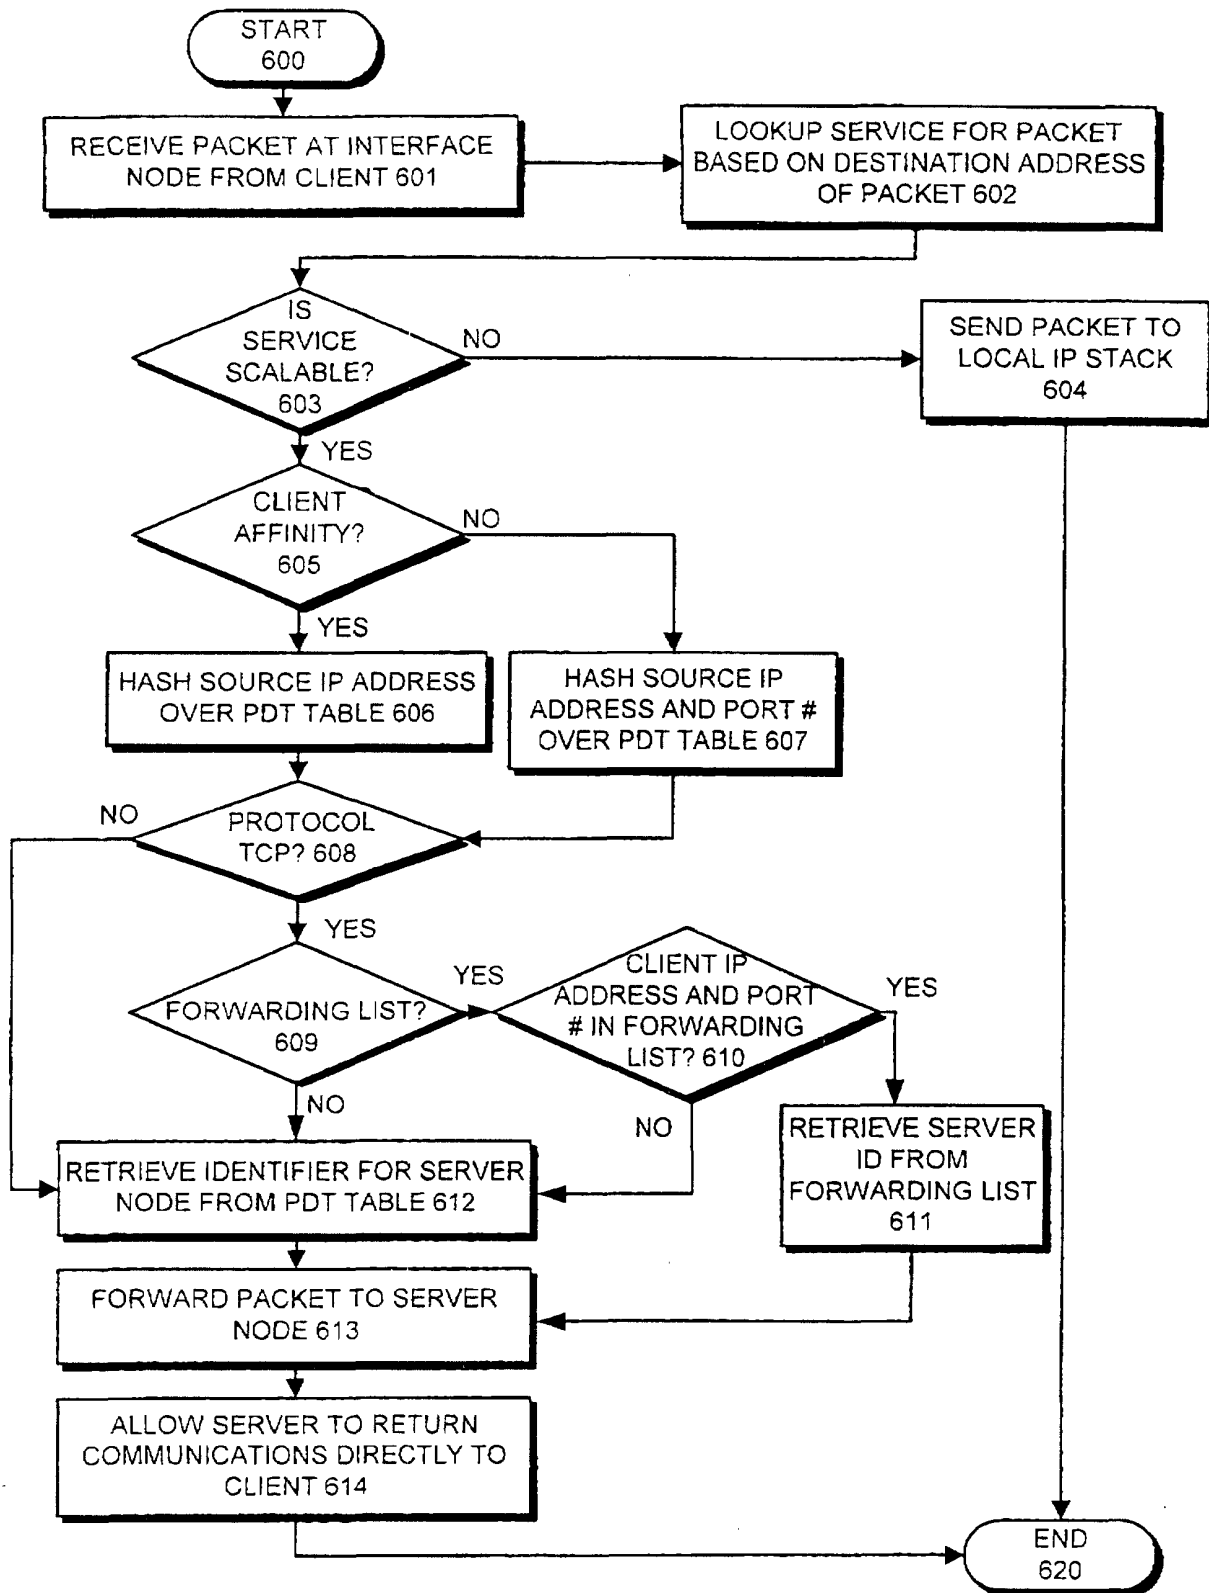 START
600
RECEIVE PACKET AT INTERFACE
NODE FROM CLIENT 601
LOOKUP SERVICE FOR PACKET
BASED ON DESTINATION ADDRESS
OF PACKET 602
IS
SERVICE
SCALABLE?
603
NO
SEND PACKET TO
LOCAL IP STACK
604
YES
CLIENT
AFFINITY?
605
NO
YES
HASH SOURCE IP ADDRESS
OVER PDT TABLE 606
HASH SOURCE IP
ADDRESS AND PORT #
OVER PDT TABLE 607
NO
PROTOCOL
TCP? 608
YES
FORWARDING LIST?
609
YES
CLIENT IP
ADDRESS AND PORT
# IN FORWARDING
LIST? 610
YES
NO
NO
RETRIEVE SERVER
ID FROM
FORWARDING LIST
611
RETRIEVE IDENTIFIER FOR SERVER
NODE FROM PDT TABLE 612
FORWARD PACKET TO SERVER
NODE 613
ALLOW SERVER TO RETURN
COMMUNICATIONS DIRECTLY TO
CLIENT 614
END
620